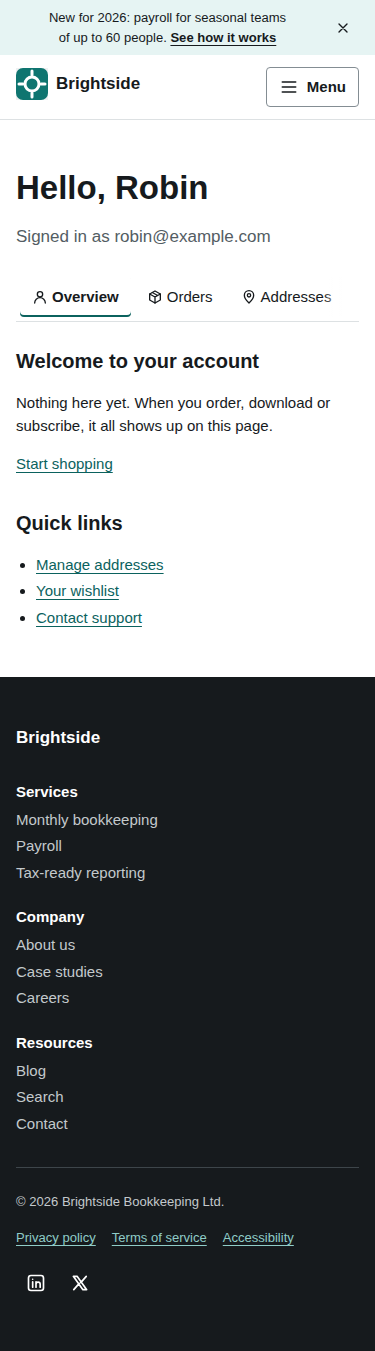 New for 2026: payroll for seasonal teams
of up to 60 people. See how it works
Brightside
Menu
Hello, Robin
Signed in as robin@example.com
Overview Orders Addresses
Welcome to your account
Nothing here yet. When you order, download or
subscribe, it all shows up on this page.
Start shopping
Quick links
Manage addresses
Your wishlist
Contact support
Brightside
Services
Monthly bookkeeping
Payroll
Tax-ready reporting
Company
About us
Case studies
Careers
Resources
Blog
Search
Contact
© 2026 Brightside Bookkeeping Ltd.
Privacy policy Terms of service Accessibility